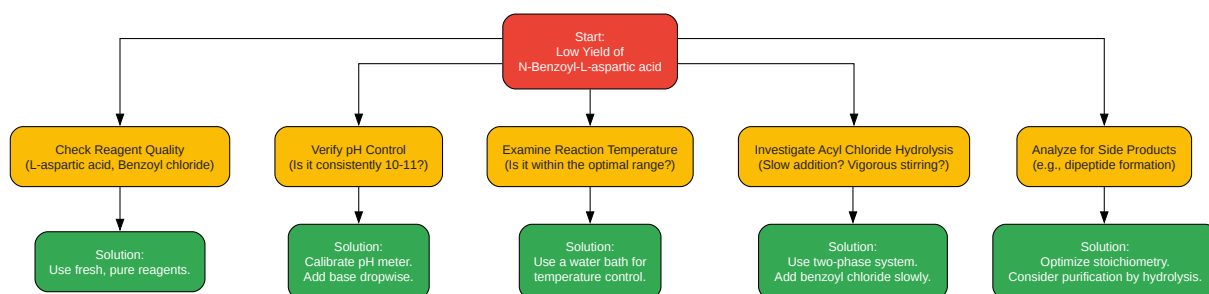 Start:
Low Yield of
N-Benzoyl-L-aspartic acid
Check Reagent Quality
(L-aspartic acid, Benzoyl chloride)
Verify pH Control
(Is it consistently 10-11?)
Examine Reaction Temperature
(Is it within the optimal range?)
Investigate Acyl Chloride Hydrolysis
(Slow addition? Vigorous stirring?)
Analyze for Side Products
(e.g., dipeptide formation)
Solution:
Use fresh, pure reagents.
Solution:
Calibrate pH meter.
Add base dropwise.
Solution:
Use a water bath for
temperature control.
Solution:
Use two-phase system.
Add benzoyl chloride slowly.
Solution:
Optimize stoichiometry.
Consider purification by hydrolysis.